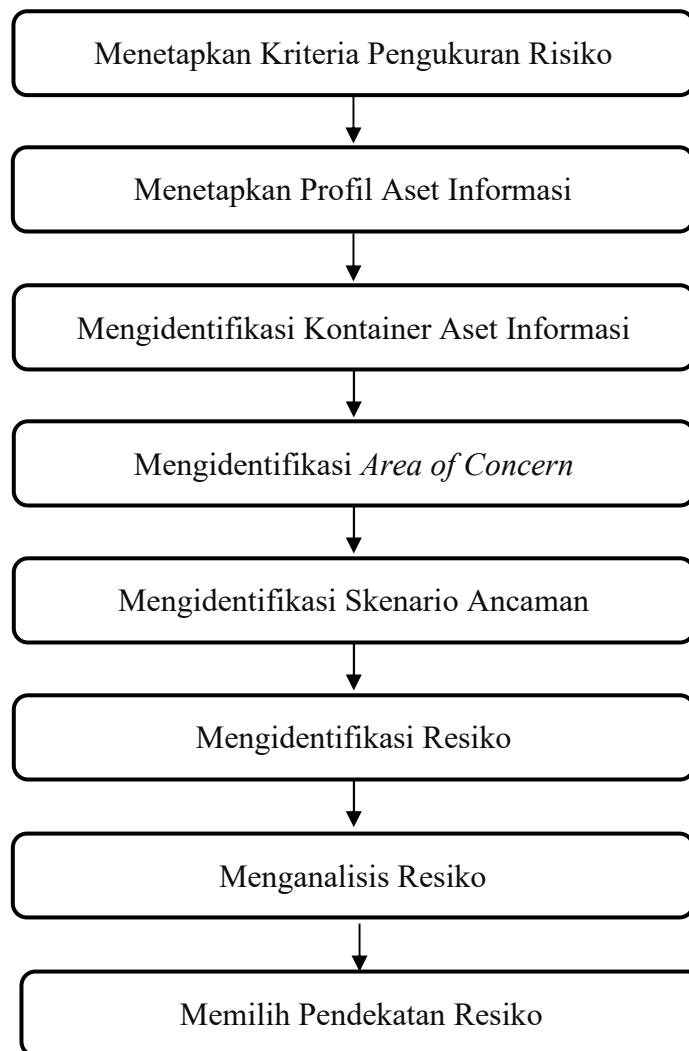 Menetapkan Kriteria Pengukuran Risiko
Menetapkan Profil Aset Informasi
Mengidentifikasi Kontainer Aset Informasi
Mengidentifikasi Area of Concern
Mengidentifikasi Skenario Ancaman
Mengidentifikasi Resiko
Menganalisis Resiko
Memilih Pendekatan Resiko